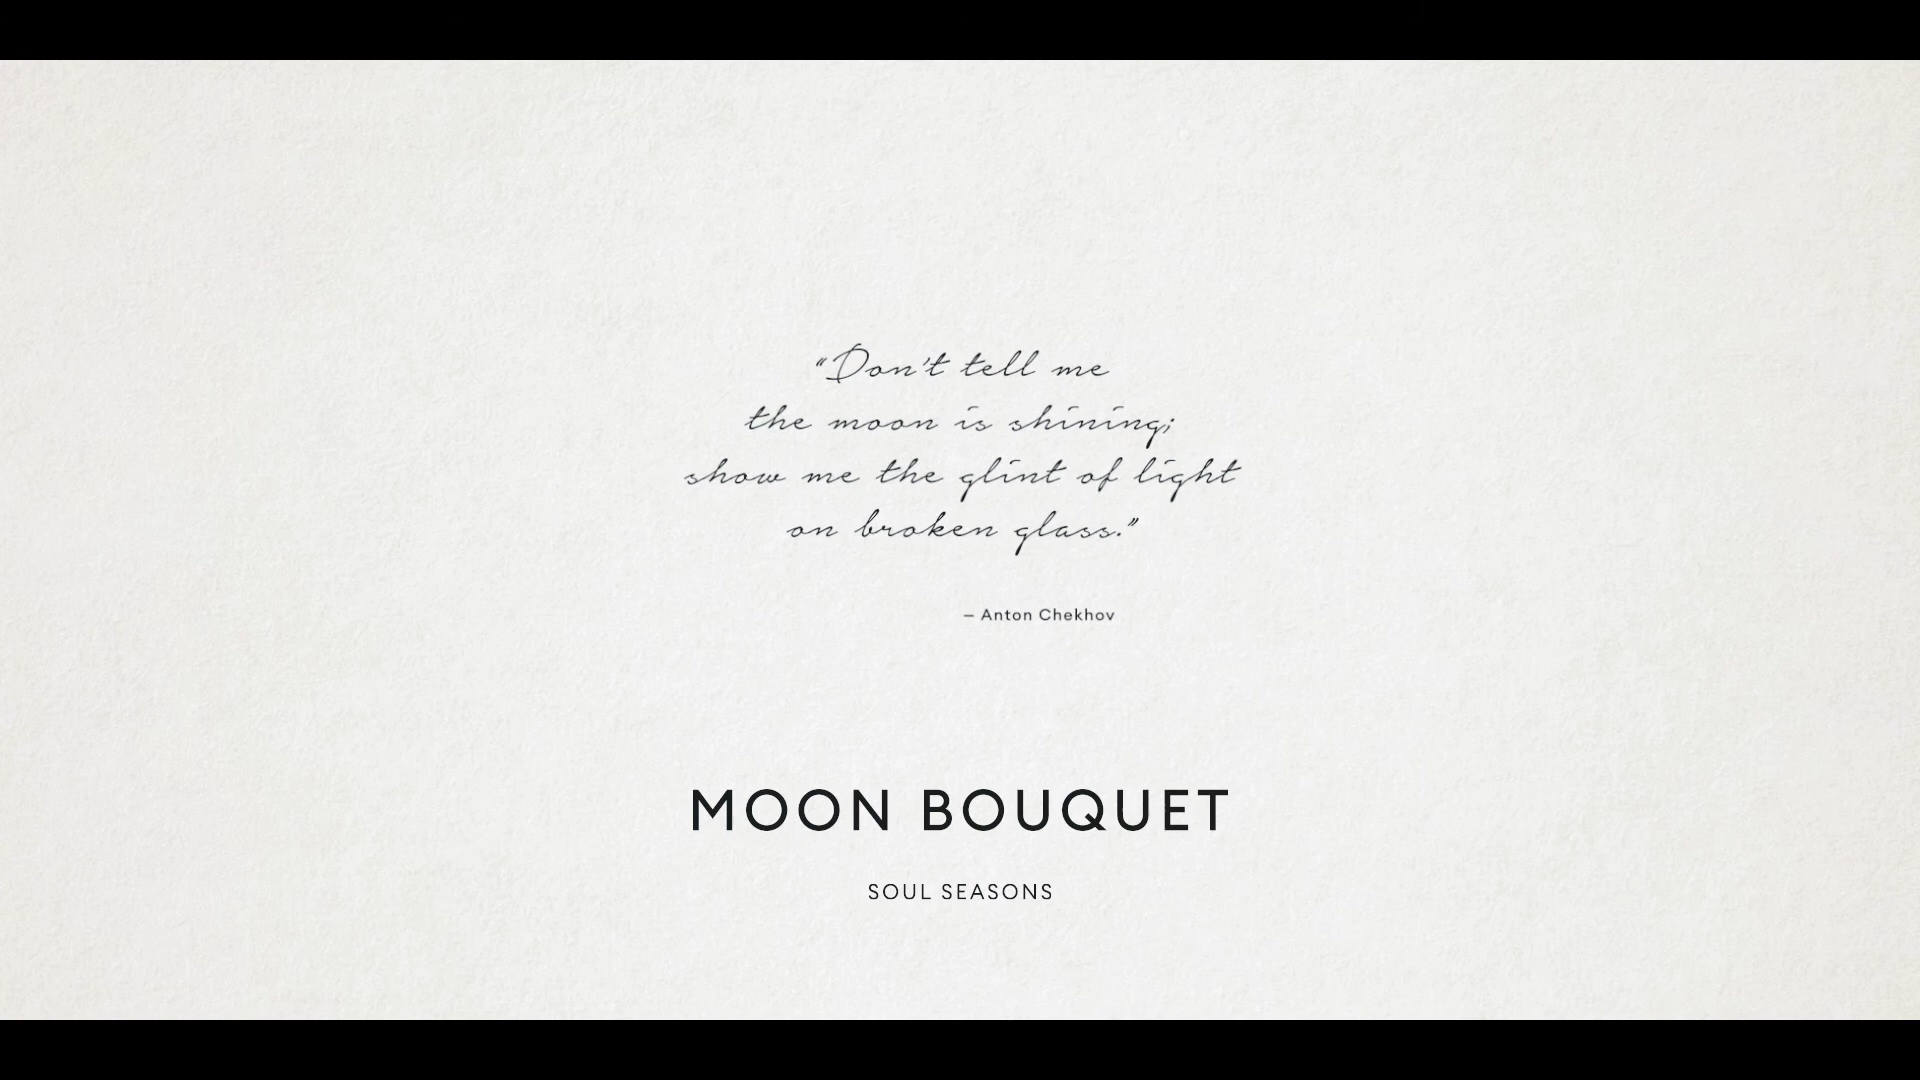 “Don't tell me
the moon is shining;
show me the glint of light
on broken glass.”
– Anton Chekhov
MOON BOUQUET
SOUL SEASONS